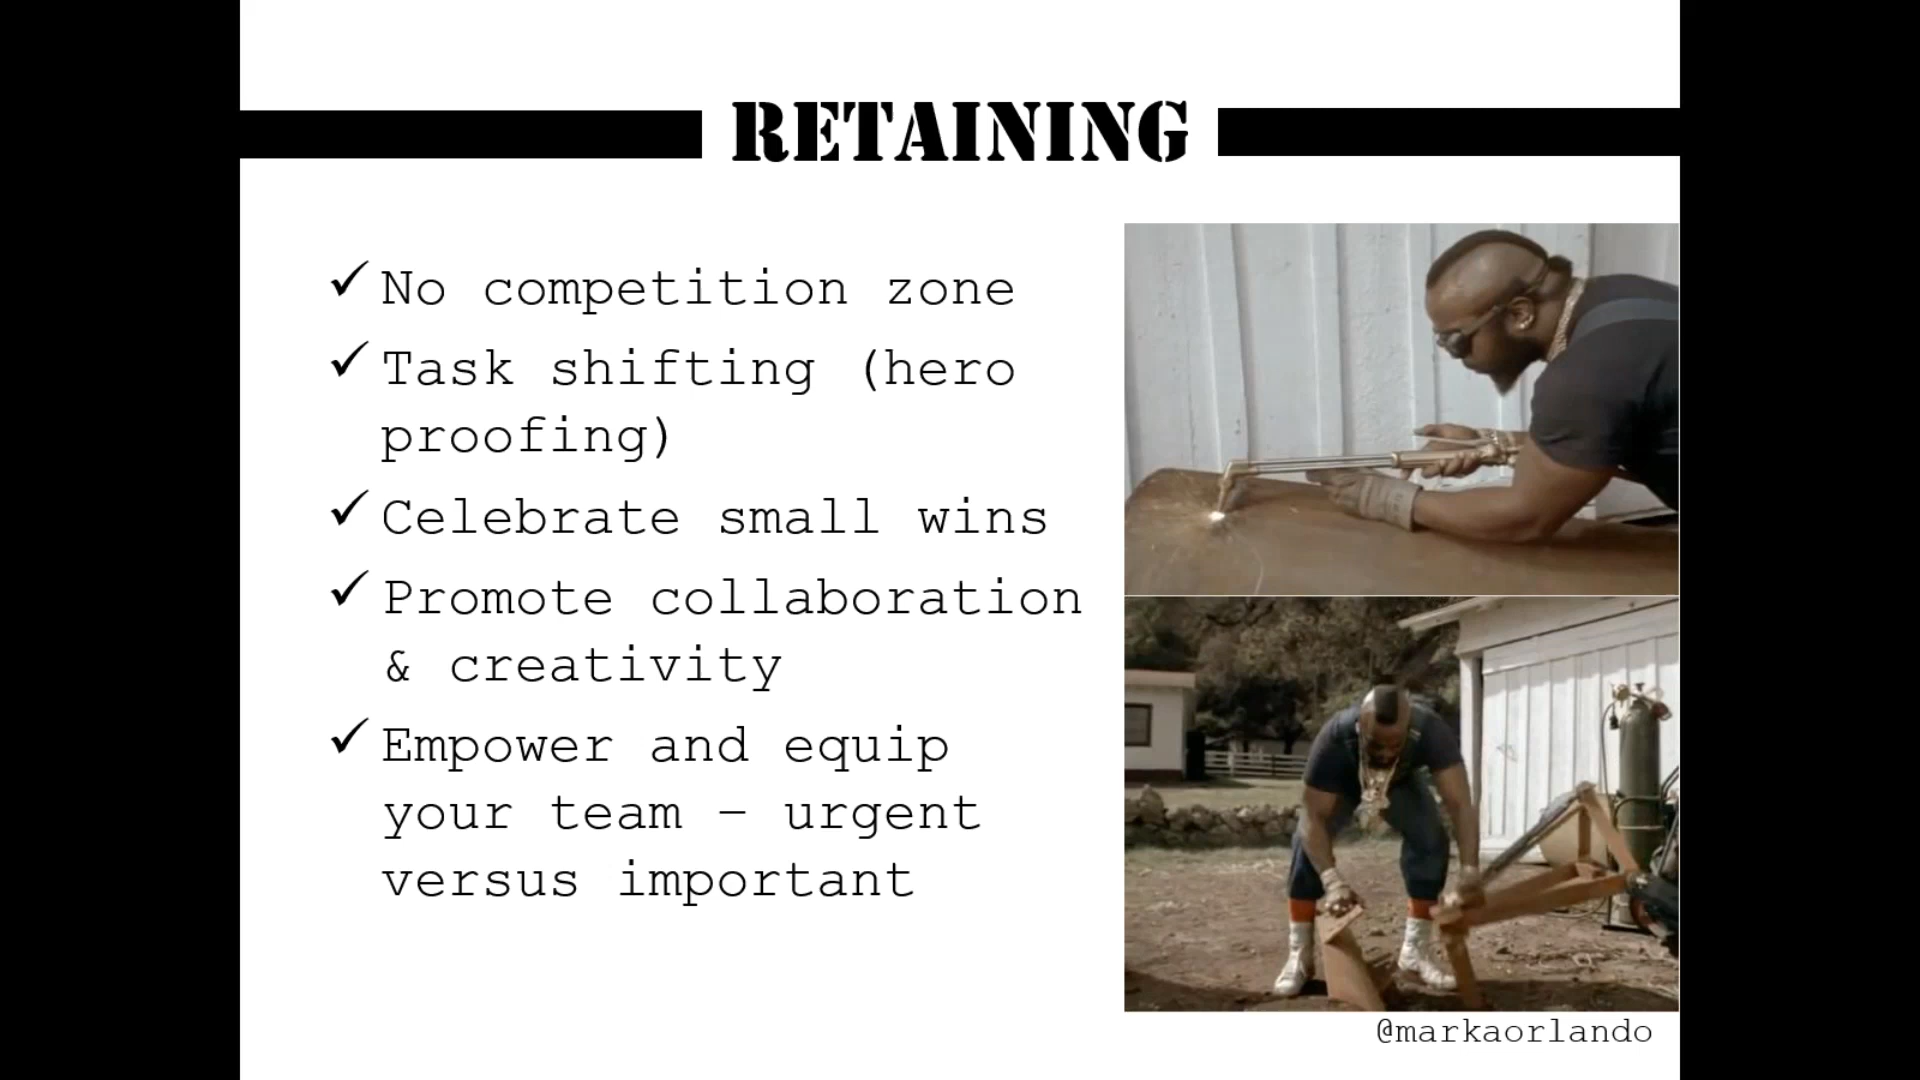 RETAINING
No competition zone
Task shifting (hero
proofing)
Celebrate small wins
Promote collaboration
& creativity
Empower and equip
your team – urgent
versus important
@markaorlando